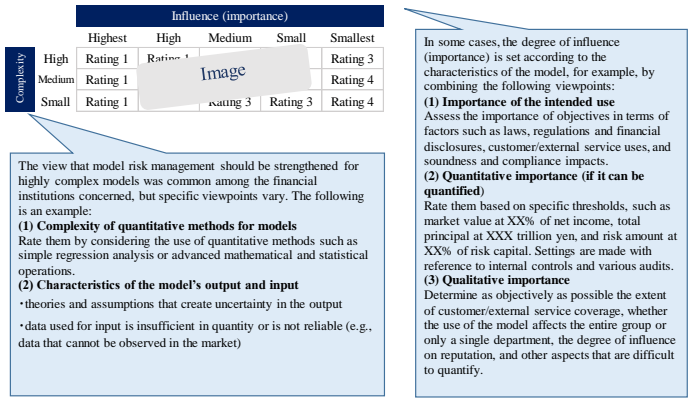 Influence (importance)
Highest High Medium Small Smallest
Complexity
High Rating 1 Rating 1 Rating 3
Medium Rating 1 Rating 4
Small Rating 1 Rating 3 Rating 3 Rating 4
Image
The view that model risk management should be strengthened for
highly complex models was common among the financial
institutions concerned, but specific viewpoints vary. The following
is an example:
(1) Complexity of quantitative methods for models
Rate them by considering the use of quantitative methods such as
simple regression analysis or advanced mathematical and statistical
operations.
(2) Characteristics of the model's output and input
・theories and assumptions that create uncertainty in the output
・data used for input is insufficient in quantity or is not reliable (e.g.,
data that cannot be observed in the market)
In some cases, the degree of influence
(importance) is set according to the
characteristics of the model, for example, by
combining the following viewpoints:
(1) Importance of the intended use
Assess the importance of objectives in terms of
factors such as laws, regulations and financial
disclosures, customer/external service uses, and
soundness and compliance impacts.
(2) Quantitative importance (if it can be
quantified)
Rate them based on specific thresholds, such as
market value at XX% of net income, total
principal at XXX trillion yen, and risk amount at
XX% of risk capital. Settings are made with
reference to internal controls and various audits.
(3) Qualitative importance
Determine as objectively as possible the extent
of customer/external service coverage, whether
the use of the model affects the entire group or
only a single department, the degree of influence
on reputation, and other aspects that are difficult
to quantify.